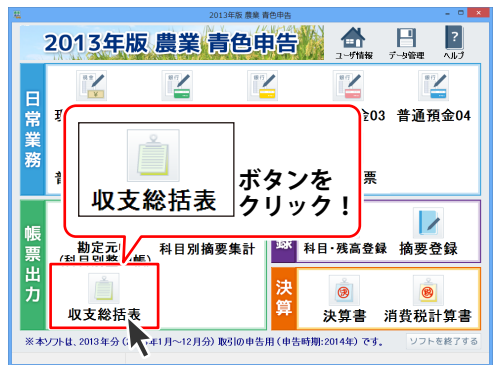 2013年版 農業 青色申告
2013年版 農業 青色申告
ユーザ情報
データ管理
ヘルプ
日常業務
普通預金04
収支総括表
ボタンを
クリック！
帳票出力
科目別摘要集計
科目・残高登録
摘要登録
収支総括表
決算
決算書
消費税計算書
※本ソフトは、2013年分
年1月～12月分）取引の申告用（申告時期:2014年）です。
ソフトを終了する